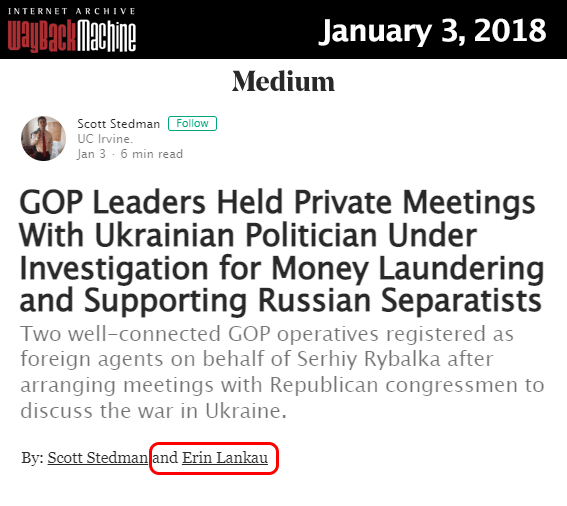 INTERNET ARCHIVE
WayBackMachine
January 3, 2018
Medium
Scott Stedman Follow
UC Irvine.
Jan 3 · 6 min read
GOP Leaders Held Private Meetings
With Ukrainian Politician Under
Investigation for Money Laundering
and Supporting Russian Separatists
Two well-connected GOP operatives registered as
foreign agents on behalf of Serhiy Rybalka after
arranging meetings with Republican congressmen to
discuss the war in Ukraine.
By: Scott Stedman and Erin Lankau